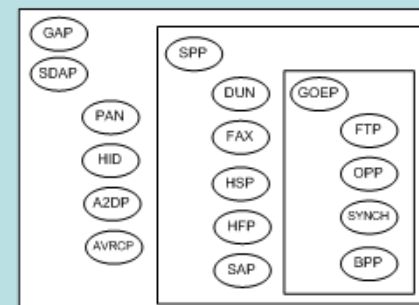 GAP
SDAP
PAN
HID
A2DP
AVRCP
SPP
DUN
FAX
HSP
HFP
SAP
GOEP
FTP
OPP
SYNCH
BPP